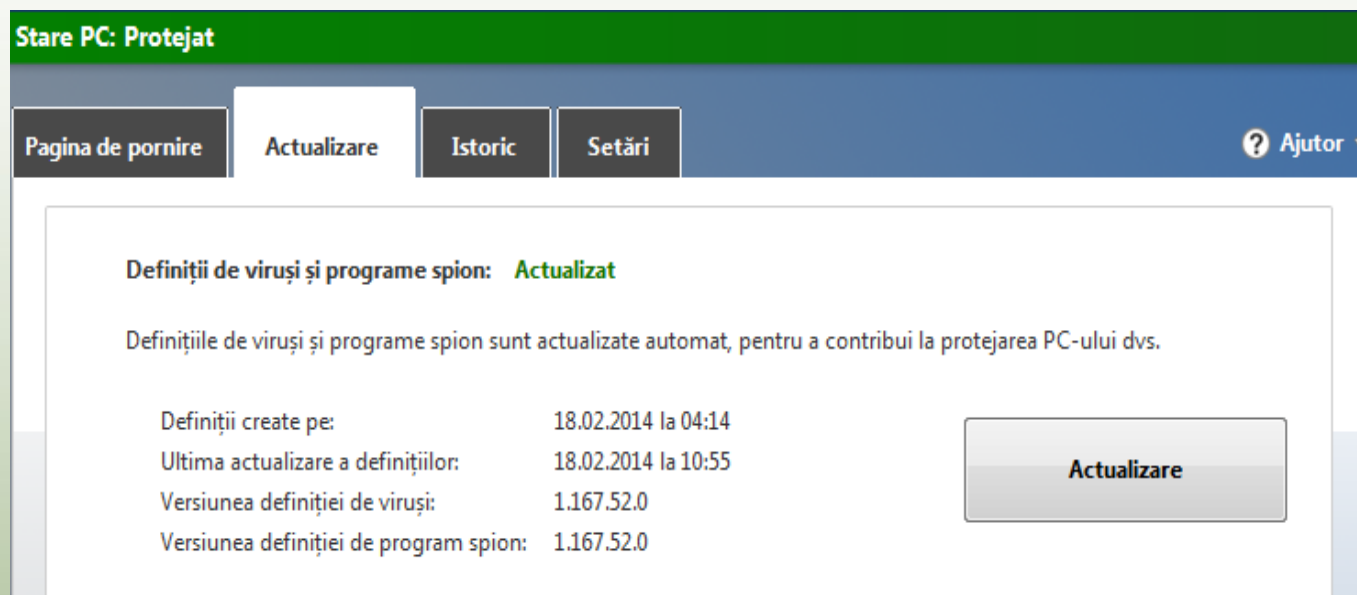 Stare PC: Protejat
Pagina de pornire Actualizare Istoric Setări ? Ajutor
Definiții de viruși și programe spion: Actualizat
Definițiile de viruși și programe spion sunt actualizate automat, pentru a contribui la protejarea PC-ului dvs.
Definiții create pe: 18.02.2014 la 04:14
Ultima actualizare a definițiilor: 18.02.2014 la 10:55
Versiunea definiției de viruși: 1.167.52.0
Versiunea definiției de program spion: 1.167.52.0
Actualizare